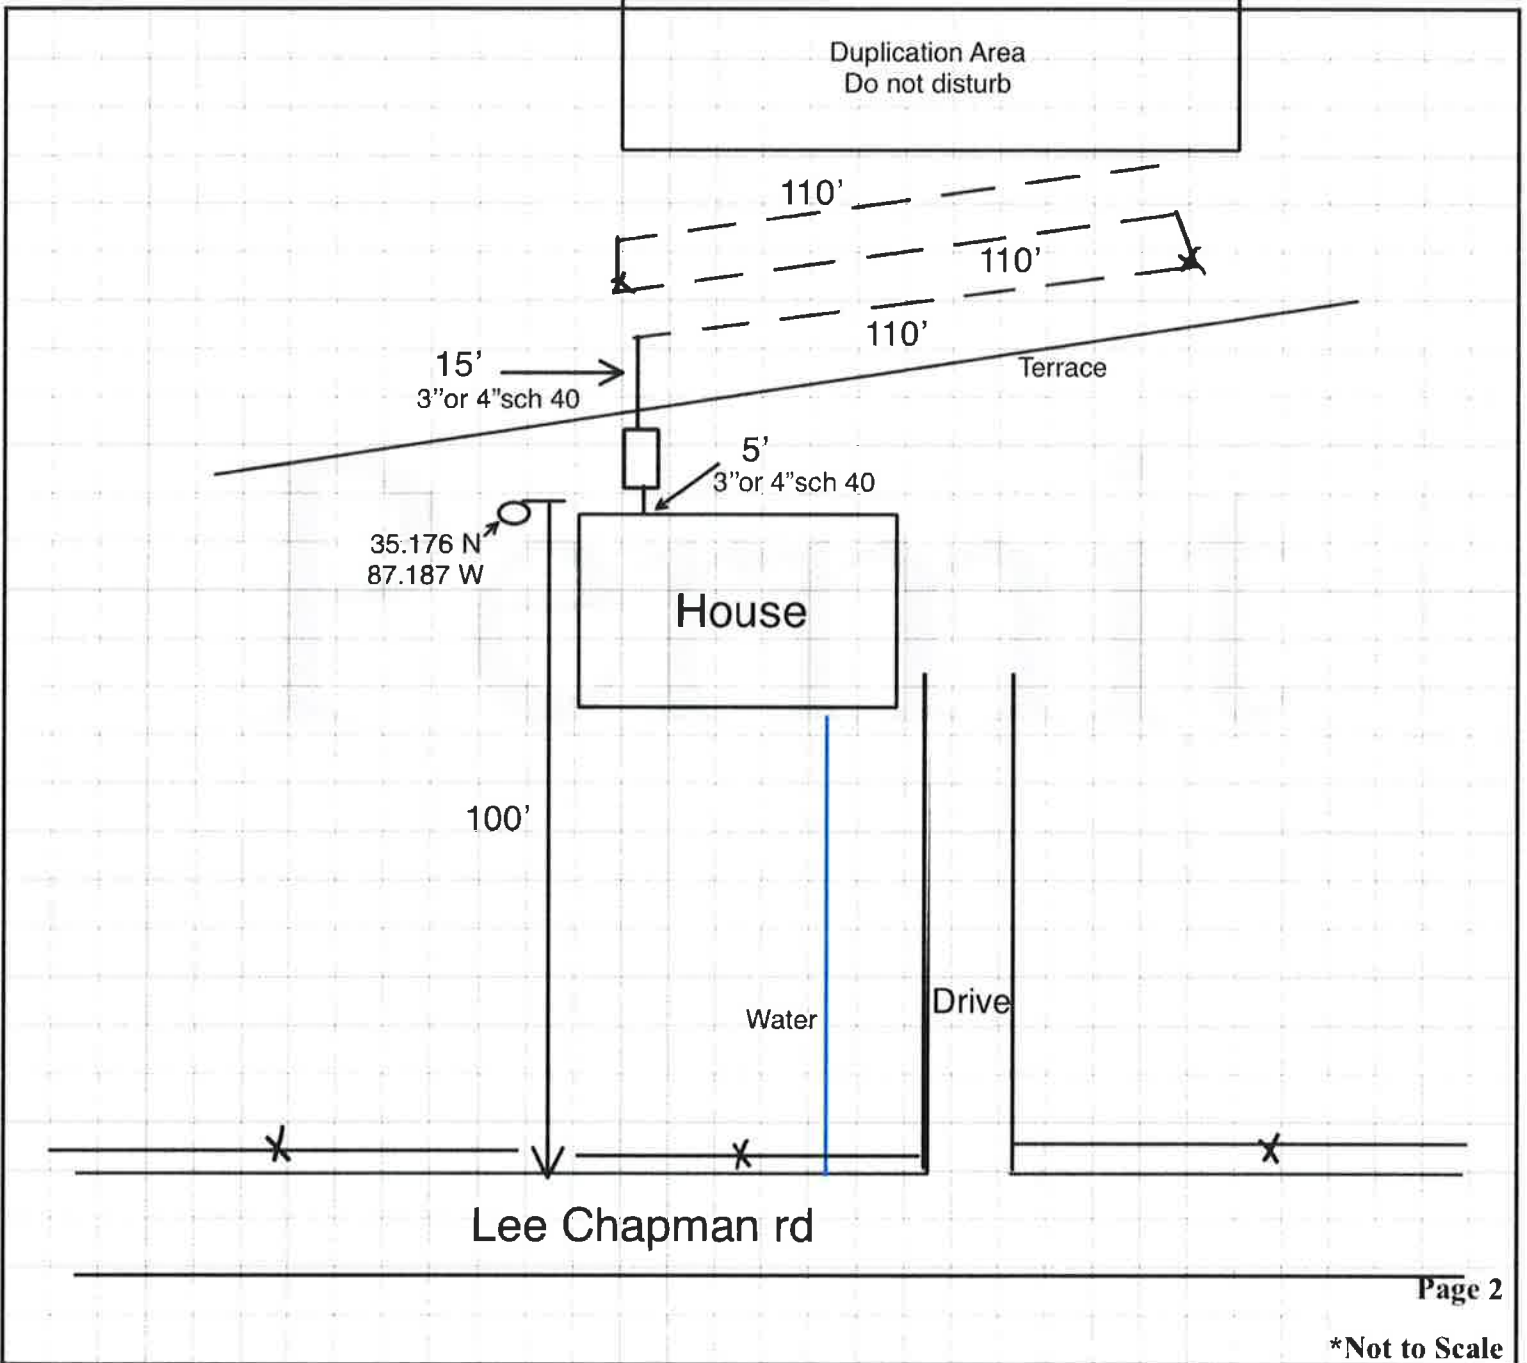 Duplication Area
Do not disturb
110’
110’
110’
Terrace
15’
3”or 4”sch 40
5’
3”or 4”sch 40
35.176 N
87.187 W
House
100’
Water
Drive
Lee Chapman rd
Page 2
*Not to Scale
Permit